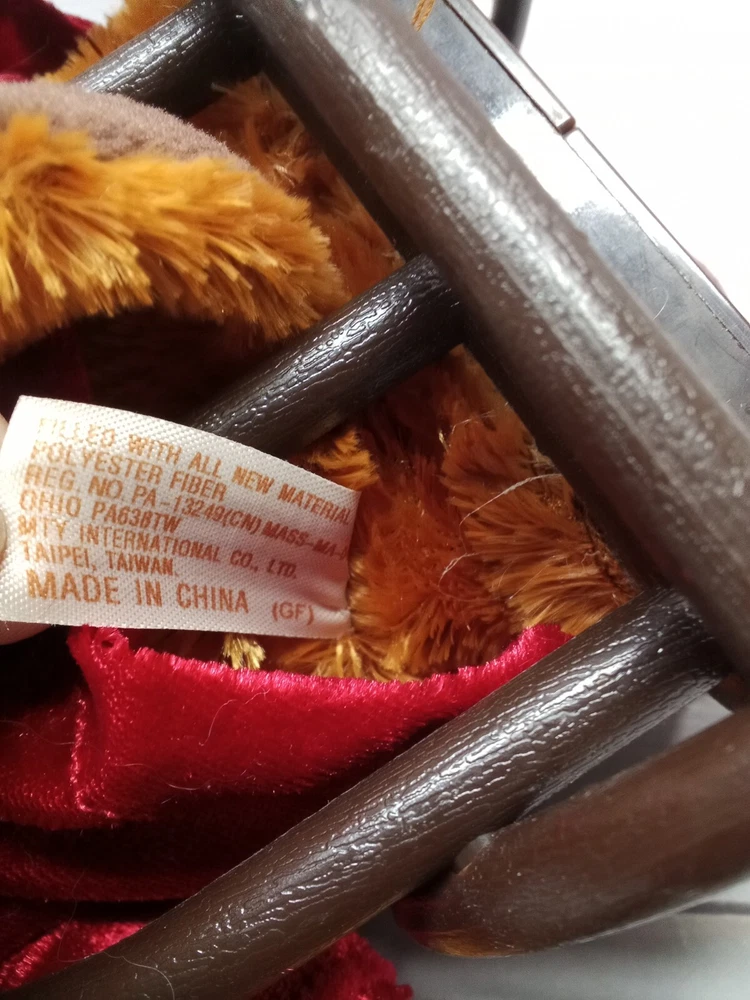 FILLED WITH ALL NEW MATERIAL
POLYESTER FIBER
REG. NO. PA-13249(CN) MASS-MA-
OHIO PA638TW
MTY INTERNATIONAL CO., LTD.
TAIPEI, TAIWAN.
MADE IN CHINA (GF)